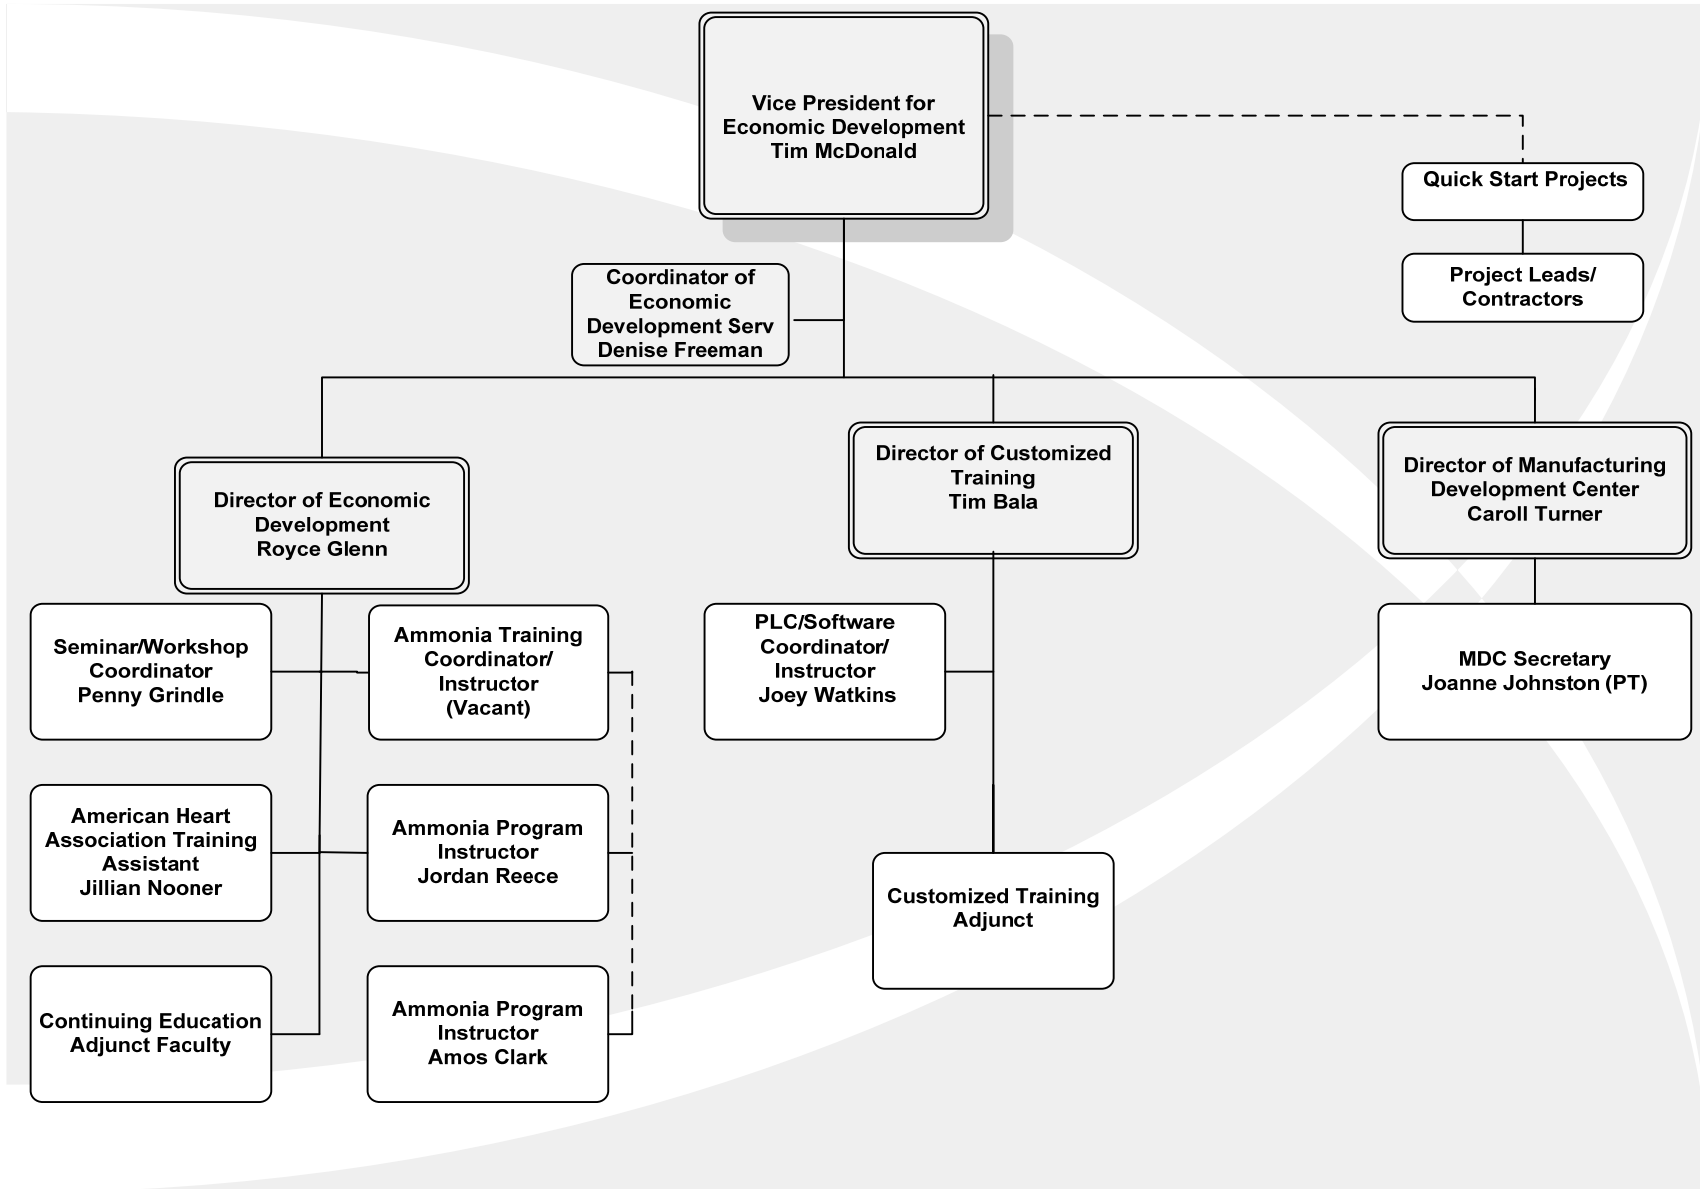 Vice President for
Economic Development
Tim McDonald
Quick Start Projects
Project Leads/
Contractors
Coordinator of
Economic
Development Serv
Denise Freeman
Director of Economic
Development
Royce Glenn
Director of Customized
Training
Tim Bala
Director of Manufacturing
Development Center
Caroll Turner
Seminar/Workshop
Coordinator
Penny Grindle
Ammonia Training
Coordinator/
Instructor
(Vacant)
PLC/Software
Coordinator/
Instructor
Joey Watkins
MDC Secretary
Joanne Johnston (PT)
American Heart
Association Training
Assistant
Jillian Nooner
Ammonia Program
Instructor
Jordan Reece
Customized Training
Adjunct
Continuing Education
Adjunct Faculty
Ammonia Program
Instructor
Amos Clark